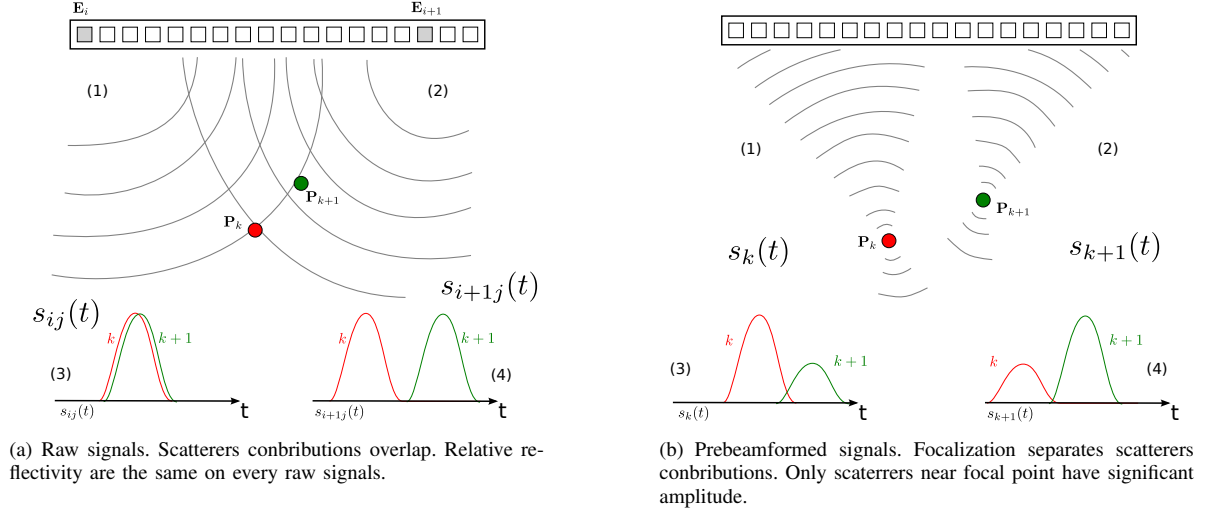 E_i E_{i+1}
(1) (2)
P_{k+1}
P_k
s_{i+1j}(t)
s_{ij}(t)
k k + 1 k k + 1
(3) (4)
s_{ij}(t) t s_{i+1j}(t) t
(a) Raw signals. Scatterers conbributions overlap. Relative re-
flectivity are the same on every raw signals.
(1) (2)
P_{k+1}
P_k
s_k(t) s_{k+1}(t)
k k + 1 k k + 1
(3) (4)
s_k(t) t s_{k+1}(t) t
(b) Prebeamformed signals. Focalization separates scatterers
conbributions. Only scaterrers near focal point have significant
amplitude.